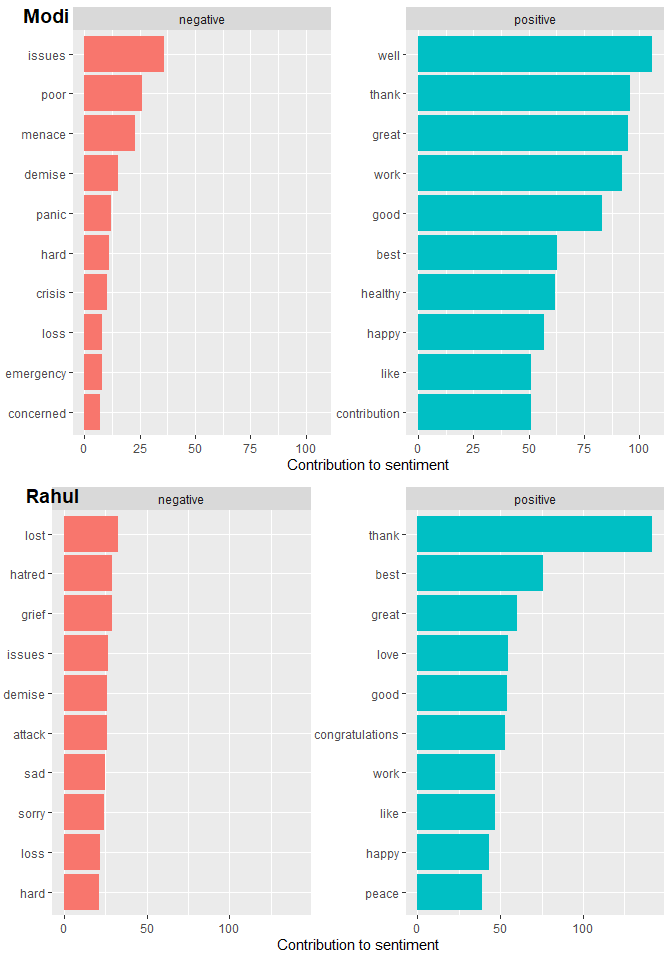 Modi
negative
positive
issues
poor
menace
demise
panic
hard
crisis
loss
emergency
concerned
0 25 50 75 100
well
thank
great
work
good
best
healthy
happy
like
contribution
0 25 50 75 100
Contribution to sentiment
Rahul
negative
positive
lost
hatred
grief
issues
demise
attack
sad
sorry
loss
hard
0 50 100
thank
best
great
love
good
congratulations
work
like
happy
peace
0 50 100
Contribution to sentiment